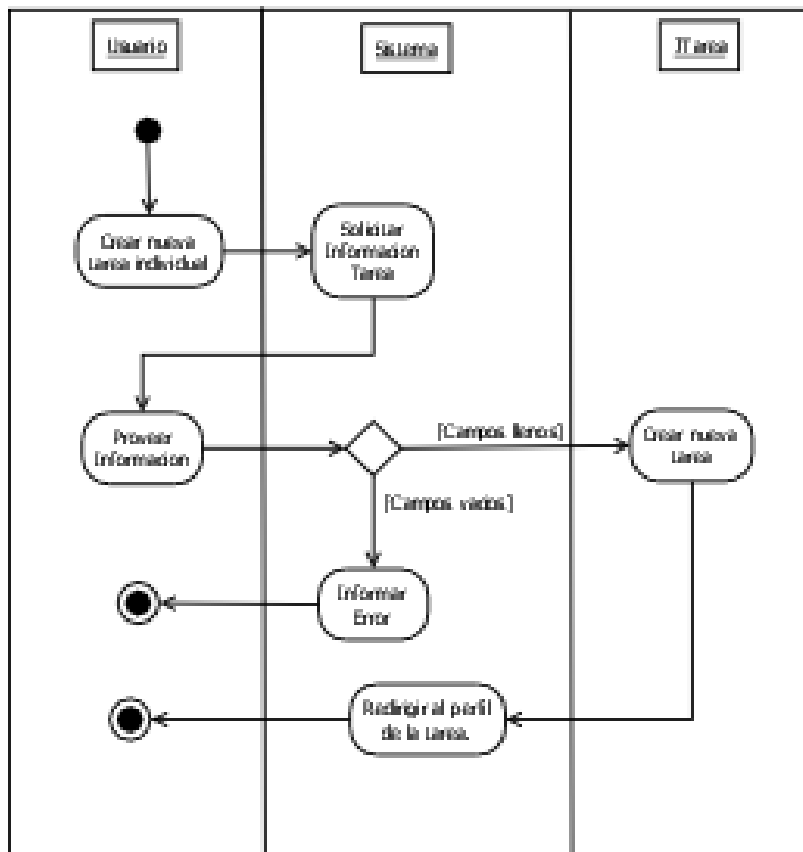 Usuario
Sistema
JTarea
Crear nueva
tarea individual
Solicitar
Informacion
Tarea
Proveer
Informacion
[Campos llenos]
Crear nueva
tarea
[Campos vacios]
Informar
Error
Redirigir al perfil
de la tarea.